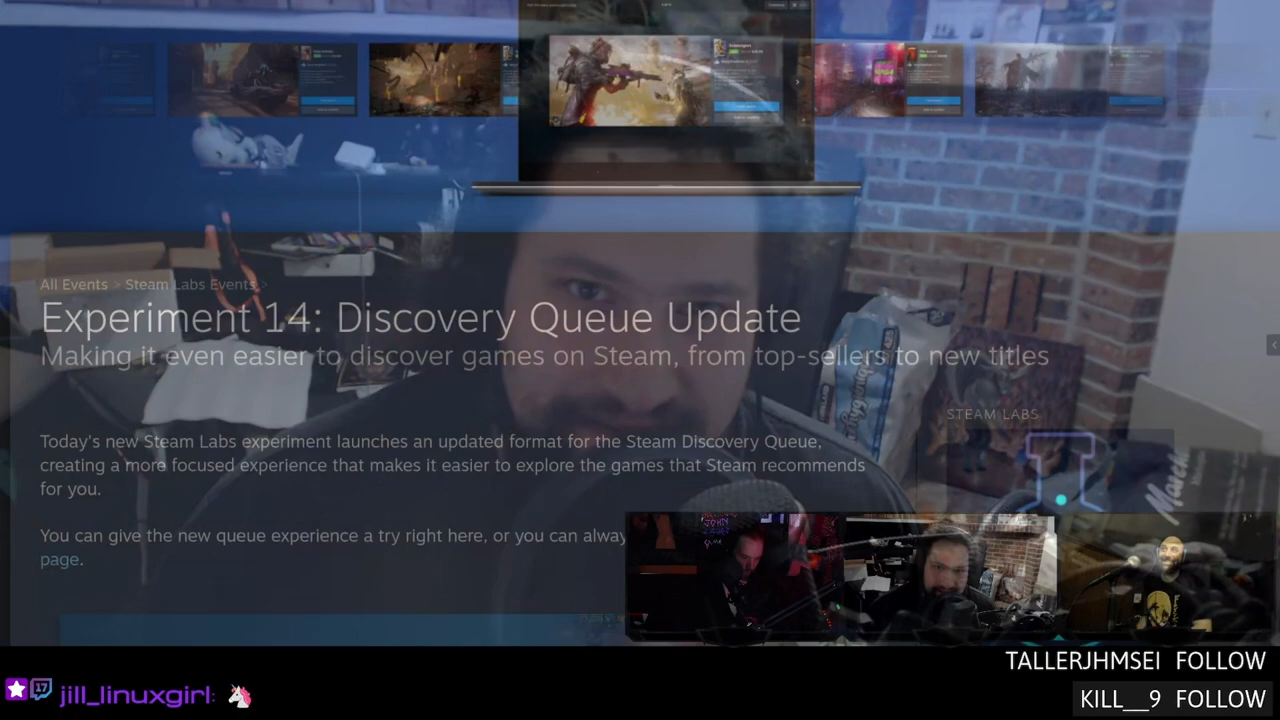 All Events > Steam Labs Events >
Experiment 14: Discovery Queue Update
Making it even easier to discover games on Steam, from top-sellers to new titles
STEAM LABS
Today's new Steam Labs experiment launches an updated format for the Steam Discovery Queue,
creating a more focused experience that makes it easier to explore the games that Steam recommends
for you.
You can give the new queue experience a try right here, or you can alway
page.
TALLERJHMSEI FOLLOW
17 jill_linuxgirl:
KILL__9 FOLLOW